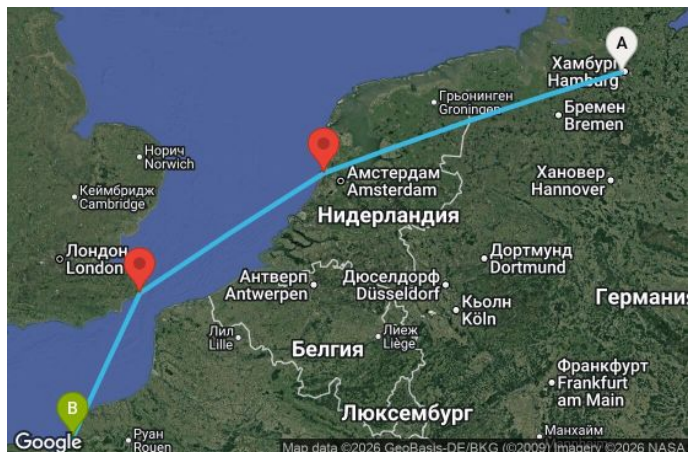 A
Хамбург
Hamburg
Грьонинген
Groningen
Бремен
Bremen
Норич
Norwich
Амстердам
Amsterdam
Хановер
Hannover
Кеймбридж
Cambridge
Нидерландия
Лондон
London
Дортмунд
Dortmund
Антверп
Antwerpen
Дюселдорф
Düsseldorf
Германия
Кьолн
Köln
Лил
Lille
Лиеж
Liège
Белгия
Франкфурт
Frankfurt
am Main
B
Люксембург
Руан
Rouen
Манхайм
Google
Map data ©2026 GeoBasis-DE/BKG (©2009) Imagery ©2026 NASA